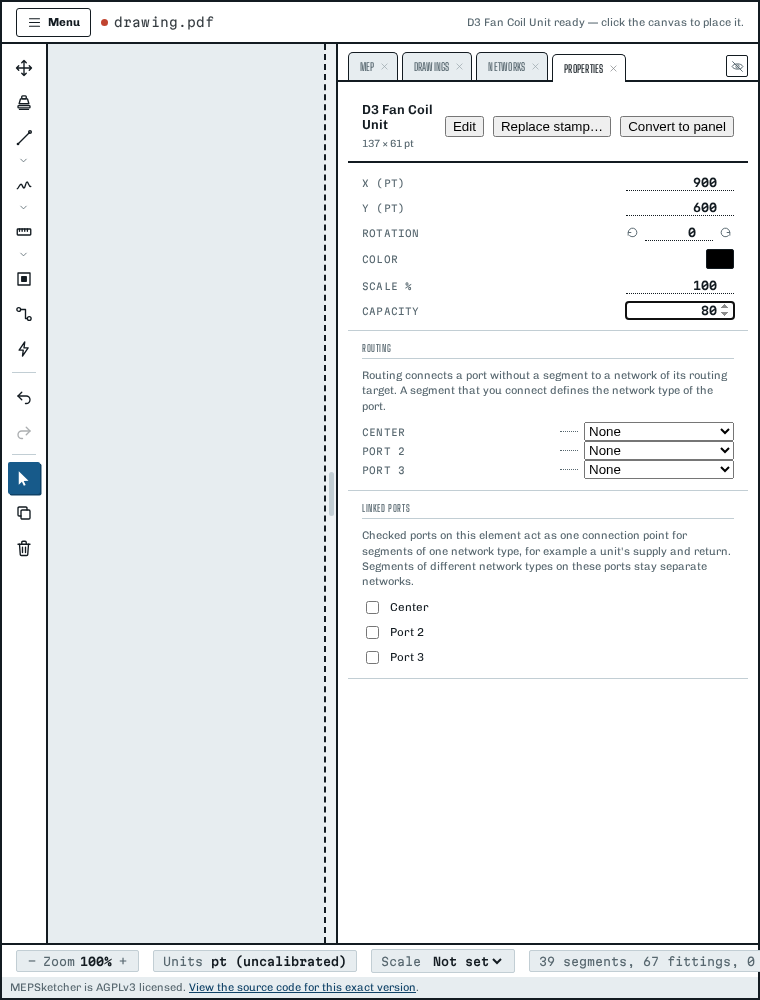 Menu
drawing.pdf
D3 Fan Coil Unit ready — click the canvas to place it.
MEP
DRAWINGS
NETWORKS
PROPERTIES
D3 Fan Coil
Unit
137 × 61 pt
Edit
Replace stamp...
Convert to panel
X (PT) 900
Y (PT) 600
ROTATION 0
COLOR
SCALE % 100
CAPACITY 80
ROUTING
Routing connects a port without a segment to a network of its routing
target. A segment that you connect defines the network type of the
port.
CENTER None
PORT 2 None
PORT 3 None
LINKED PORTS
Checked ports on this element act as one connection point for
segments of one network type, for example a unit's supply and return.
Segments of different network types on these ports stay separate
networks.
Center
Port 2
Port 3
− Zoom 100% +
Units pt (uncalibrated)
Scale Not set
39 segments, 67 fittings, 0
MEPSketcher is AGPLv3 licensed. View the source code for this exact version.